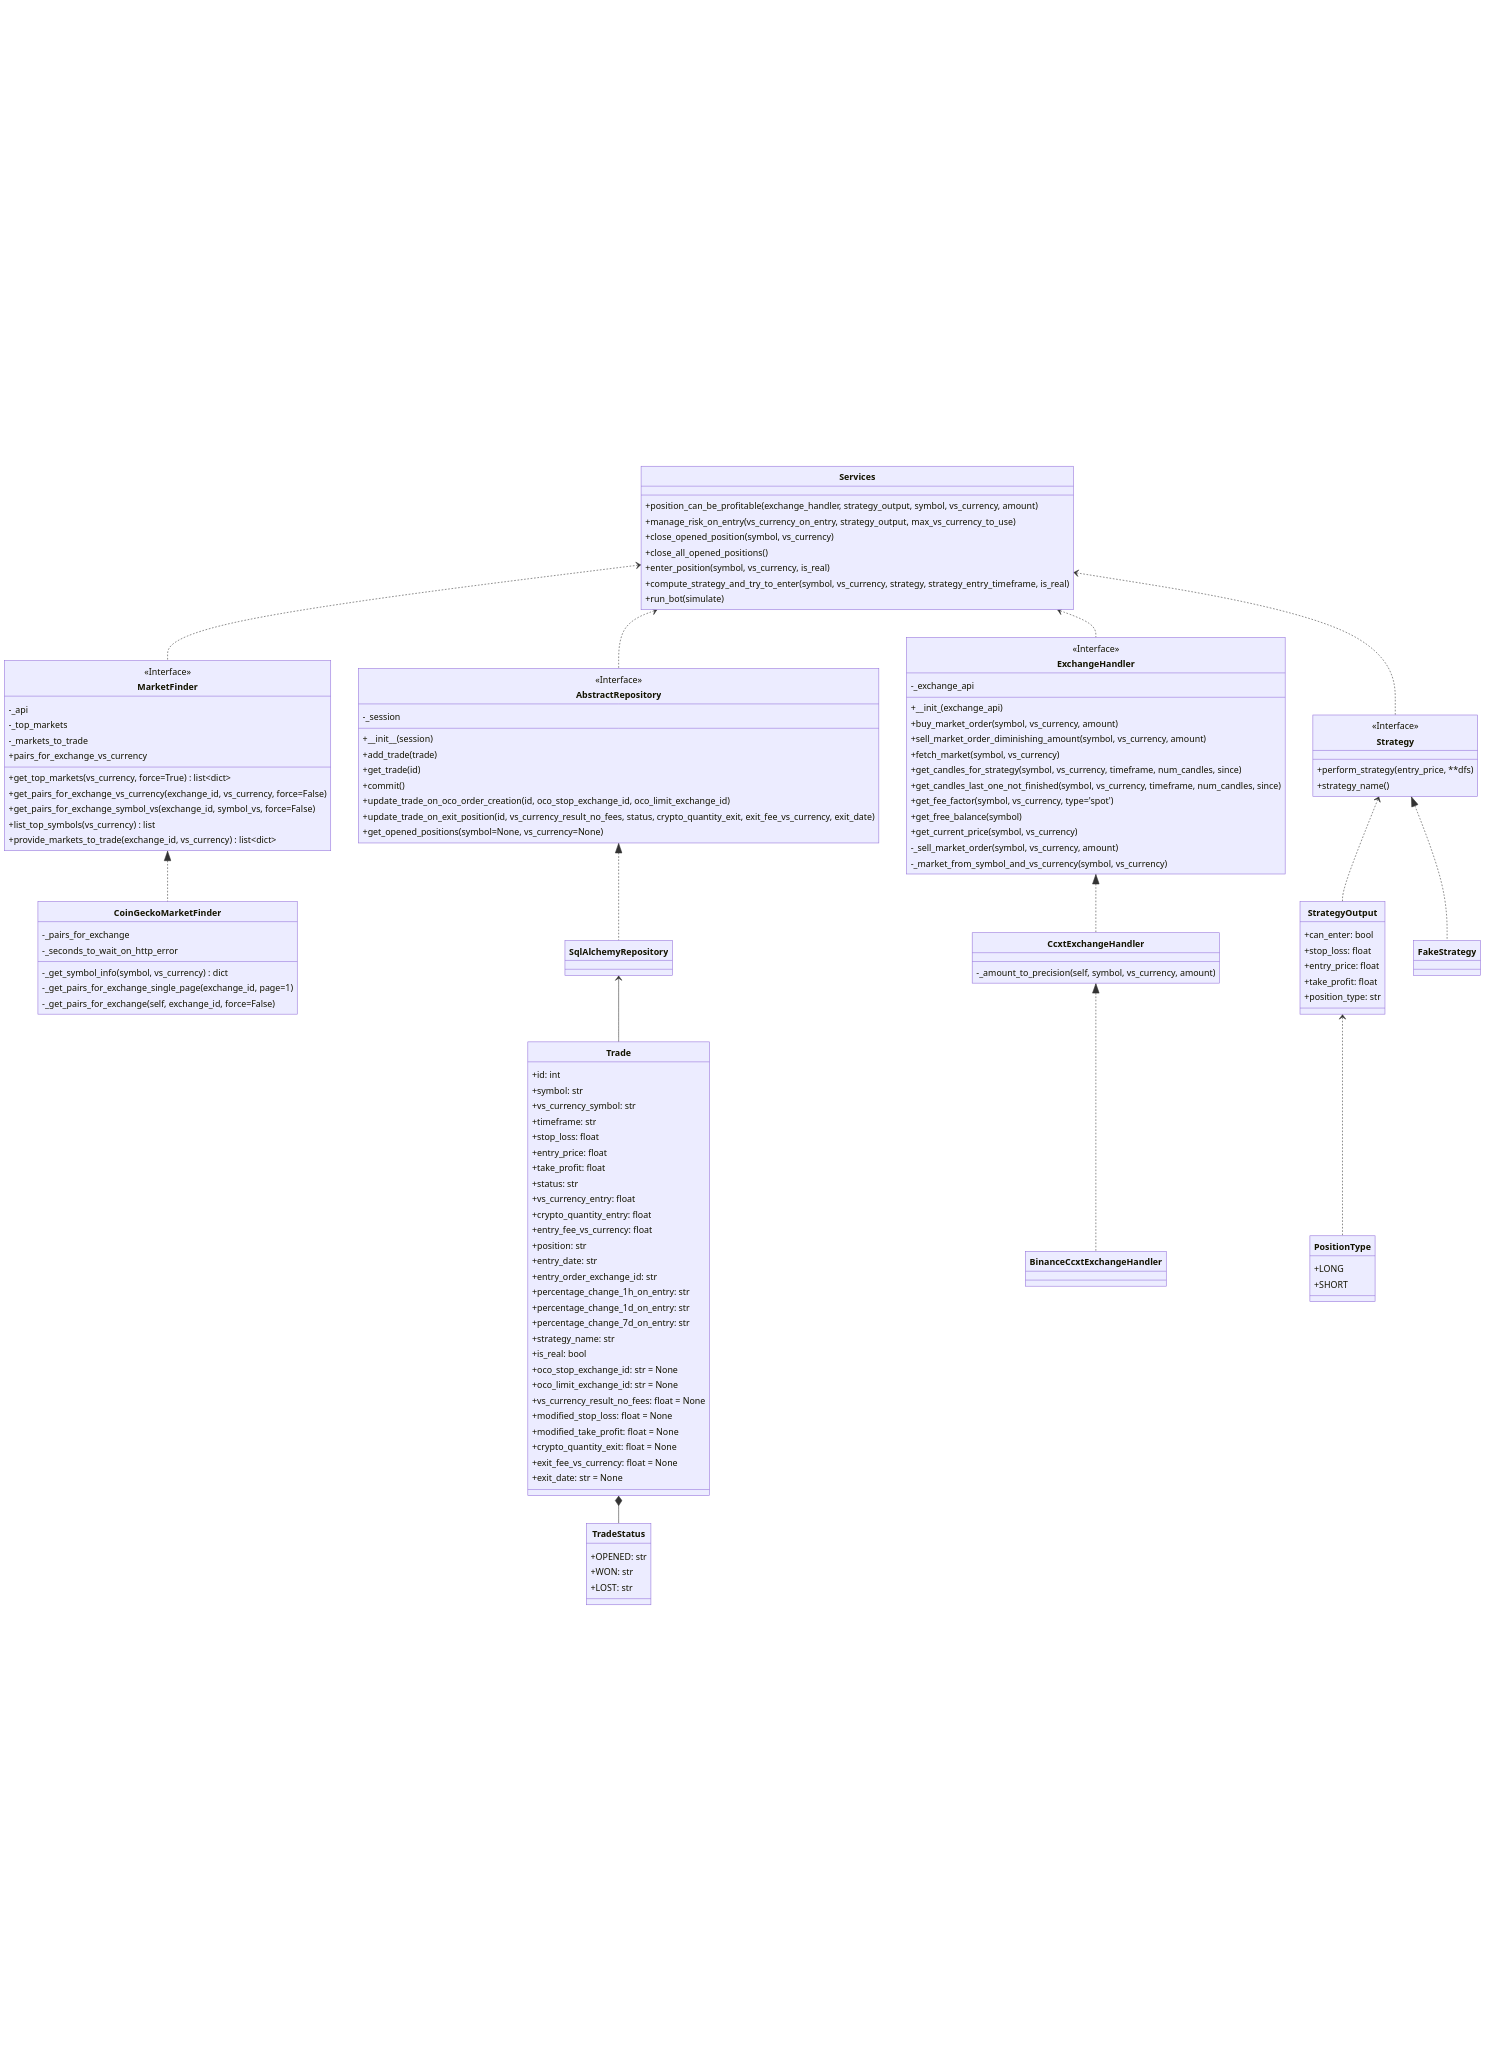 Services
+position_can_be_profitable(exchange_handler, strategy_output, symbol, vs_currency, amount)
+manage_risk_on_entry(vs_currency_on_entry, strategy_output, max_vs_currency_to_use)
+close_opened_position(symbol, vs_currency)
+close_all_opened_positions()
+enter_position(symbol, vs_currency, is_real)
+compute_strategy_and_try_to_enter(symbol, vs_currency, strategy, strategy_entry_timeframe, is_real)
+run_bot(simulate)
«Interface»
MarketFinder
-_api
-_top_markets
-_markets_to_trade
+pairs_for_exchange_vs_currency
+get_top_markets(vs_currency, force=True) : list<dict>
+get_pairs_for_exchange_vs_currency(exchange_id, vs_currency, force=False)
+get_pairs_for_exchange_symbol_vs(exchange_id, symbol_vs, force=False)
+list_top_symbols(vs_currency) : list
+provide_markets_to_trade(exchange_id, vs_currency) : list<dict>
«Interface»
AbstractRepository
-_session
+__init__(session)
+add_trade(trade)
+get_trade(id)
+commit()
+update_trade_on_oco_order_creation(id, oco_stop_exchange_id, oco_limit_exchange_id)
+update_trade_on_exit_position(id, vs_currency_result_no_fees, status, crypto_quantity_exit, exit_fee_vs_currency, exit_date)
+get_opened_positions(symbol=None, vs_currency=None)
«Interface»
ExchangeHandler
-_exchange_api
+__init_(exchange_api)
+buy_market_order(symbol, vs_currency, amount)
+sell_market_order_diminishing_amount(symbol, vs_currency, amount)
+fetch_market(symbol, vs_currency)
+get_candles_for_strategy(symbol, vs_currency, timeframe, num_candles, since)
+get_candles_last_one_not_finished(symbol, vs_currency, timeframe, num_candles, since)
+get_fee_factor(symbol, vs_currency, type='spot')
+get_free_balance(symbol)
+get_current_price(symbol, vs_currency)
-_sell_market_order(symbol, vs_currency, amount)
-_market_from_symbol_and_vs_currency(symbol, vs_currency)
«Interface»
Strategy
+perform_strategy(entry_price, **dfs)
+strategy_name()
CoinGeckoMarketFinder
-_pairs_for_exchange
-_seconds_to_wait_on_http_error
-_get_symbol_info(symbol, vs_currency) : dict
-_get_pairs_for_exchange_single_page(exchange_id, page=1)
-_get_pairs_for_exchange(self, exchange_id, force=False)
SqlAlchemyRepository
CcxtExchangeHandler
-_amount_to_precision(self, symbol, vs_currency, amount)
StrategyOutput
+can_enter: bool
+stop_loss: float
+entry_price: float
+take_profit: float
+position_type: str
FakeStrategy
Trade
+id: int
+symbol: str
+vs_currency_symbol: str
+timeframe: str
+stop_loss: float
+entry_price: float
+take_profit: float
+status: str
+vs_currency_entry: float
+crypto_quantity_entry: float
+entry_fee_vs_currency: float
+position: str
+entry_date: str
+entry_order_exchange_id: str
+percentage_change_1h_on_entry: str
+percentage_change_1d_on_entry: str
+percentage_change_7d_on_entry: str
+strategy_name: str
+is_real: bool
+oco_stop_exchange_id: str = None
+oco_limit_exchange_id: str = None
+vs_currency_result_no_fees: float = None
+modified_stop_loss: float = None
+modified_take_profit: float = None
+crypto_quantity_exit: float = None
+exit_fee_vs_currency: float = None
+exit_date: str = None
BinanceCcxtExchangeHandler
PositionType
+LONG
+SHORT
TradeStatus
+OPENED: str
+WON: str
+LOST: str